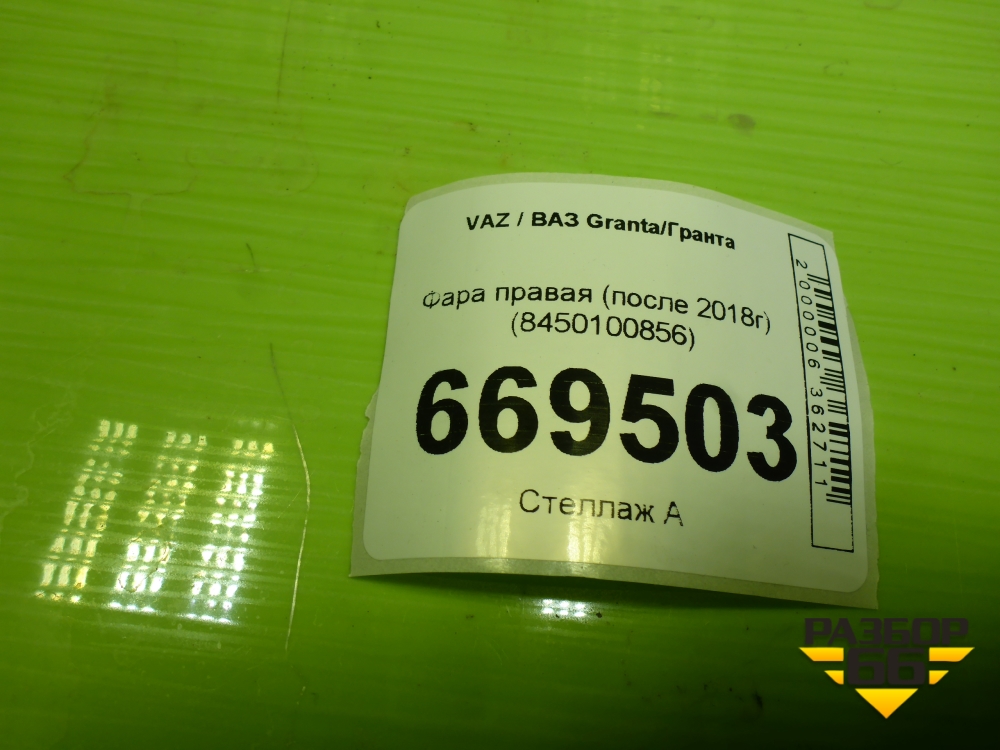 VAZ / ВАЗ Granta/Гранта
Фара правая (после 2018г)
(8450100856)
669503
Стеллаж А
2000006362711
РАЗБОР
66